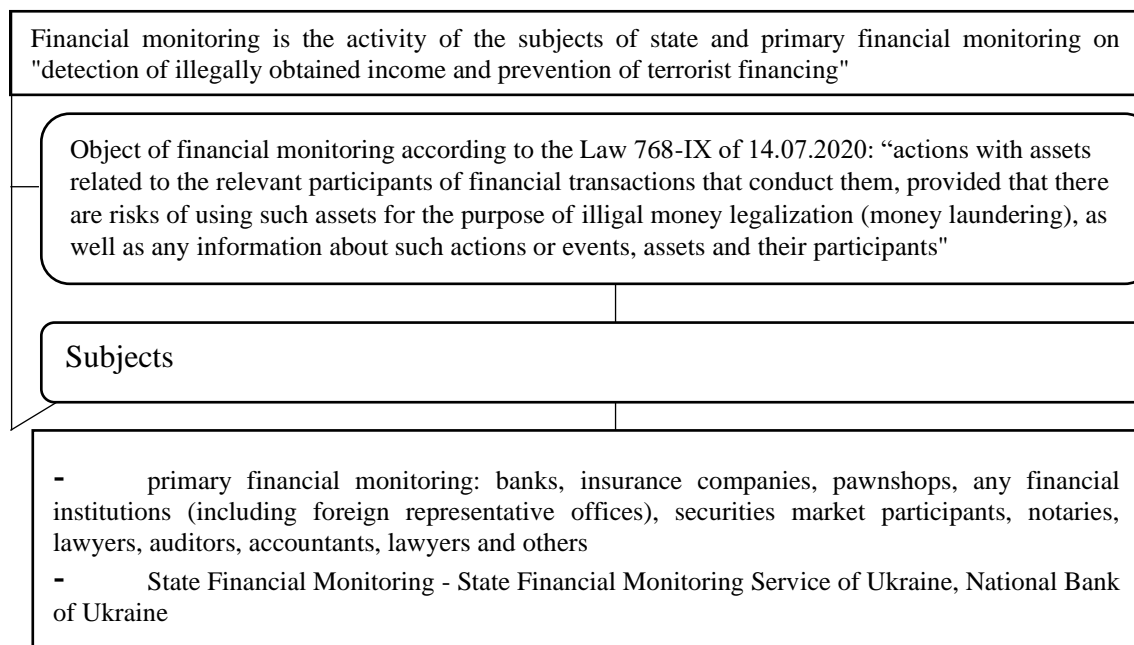 Financial monitoring is the activity of the subjects of state and primary financial monitoring on
"detection of illegally obtained income and prevention of terrorist financing"
Object of financial monitoring according to the Law 768-IX of 14.07.2020: “actions with assets
related to the relevant participants of financial transactions that conduct them, provided that there
are risks of using such assets for the purpose of illigal money legalization (money laundering), as
well as any information about such actions or events, assets and their participants"
Subjects
- primary financial monitoring: banks, insurance companies, pawnshops, any financial
institutions (including foreign representative offices), securities market participants, notaries,
lawyers, auditors, accountants, lawyers and others
- State Financial Monitoring - State Financial Monitoring Service of Ukraine, National Bank
of Ukraine